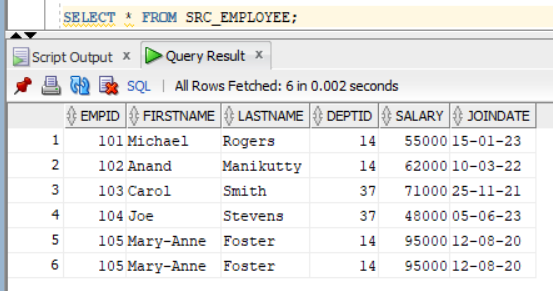 SELECT * FROM SRC_EMPLOYEE;
Script Output x Query Result x
SQL | All Rows Fetched: 6 in 0.002 seconds
EMPID FIRSTNAME LASTNAME DEPTID SALARY JOINDATE
1 101 Michael Rogers 14 55000 15-01-23
2 102 Anand Manikutty 14 62000 10-03-22
3 103 Carol Smith 37 71000 25-11-21
4 104 Joe Stevens 37 48000 05-06-23
5 105 Mary-Anne Foster 14 95000 12-08-20
6 105 Mary-Anne Foster 14 95000 12-08-20